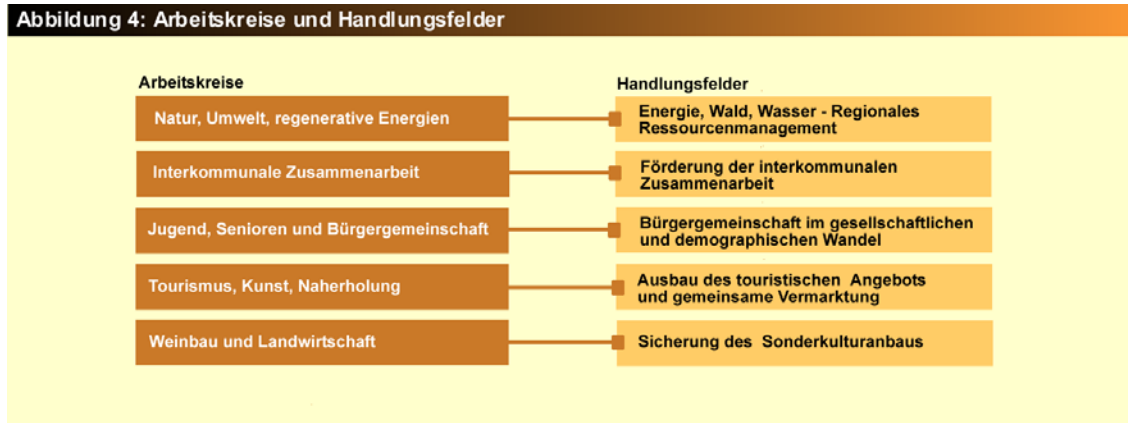 Abbildung 4: Arbeitskreise und Handlungsfelder
Arbeitskreise
Handlungsfelder
Natur, Umwelt, regenerative Energien
Energie, Wald, Wasser - Regionales
Ressourcenmanagement
Interkommunale Zusammenarbeit
Förderung der interkommunalen
Zusammenarbeit
Jugend, Senioren und Bürgergemeinschaft
Bürgergemeinschaft im gesellschaftlichen
und demographischen Wandel
Tourismus, Kunst, Naherholung
Ausbau des touristischen Angebots
und gemeinsame Vermarktung
Weinbau und Landwirtschaft
Sicherung des Sonderkulturanbaus